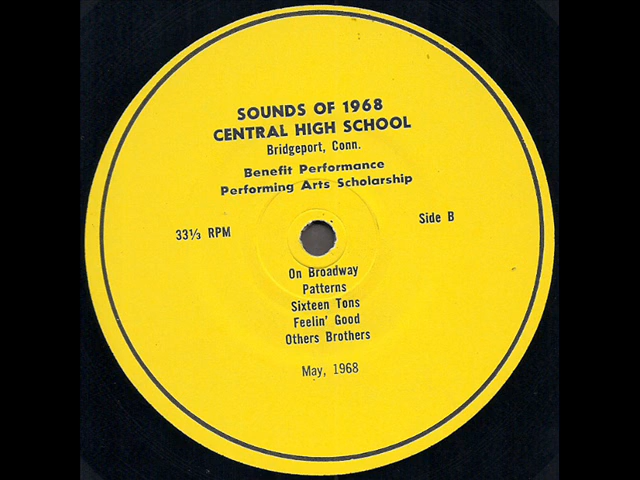 SOUNDS OF 1968
CENTRAL HIGH SCHOOL
Bridgeport, Conn.
Benefit Performance
Performing Arts Scholarship
33⅓ RPM
Side B
On Broadway
Patterns
Sixteen Tons
Feelin' Good
Others Brothers
May, 1968